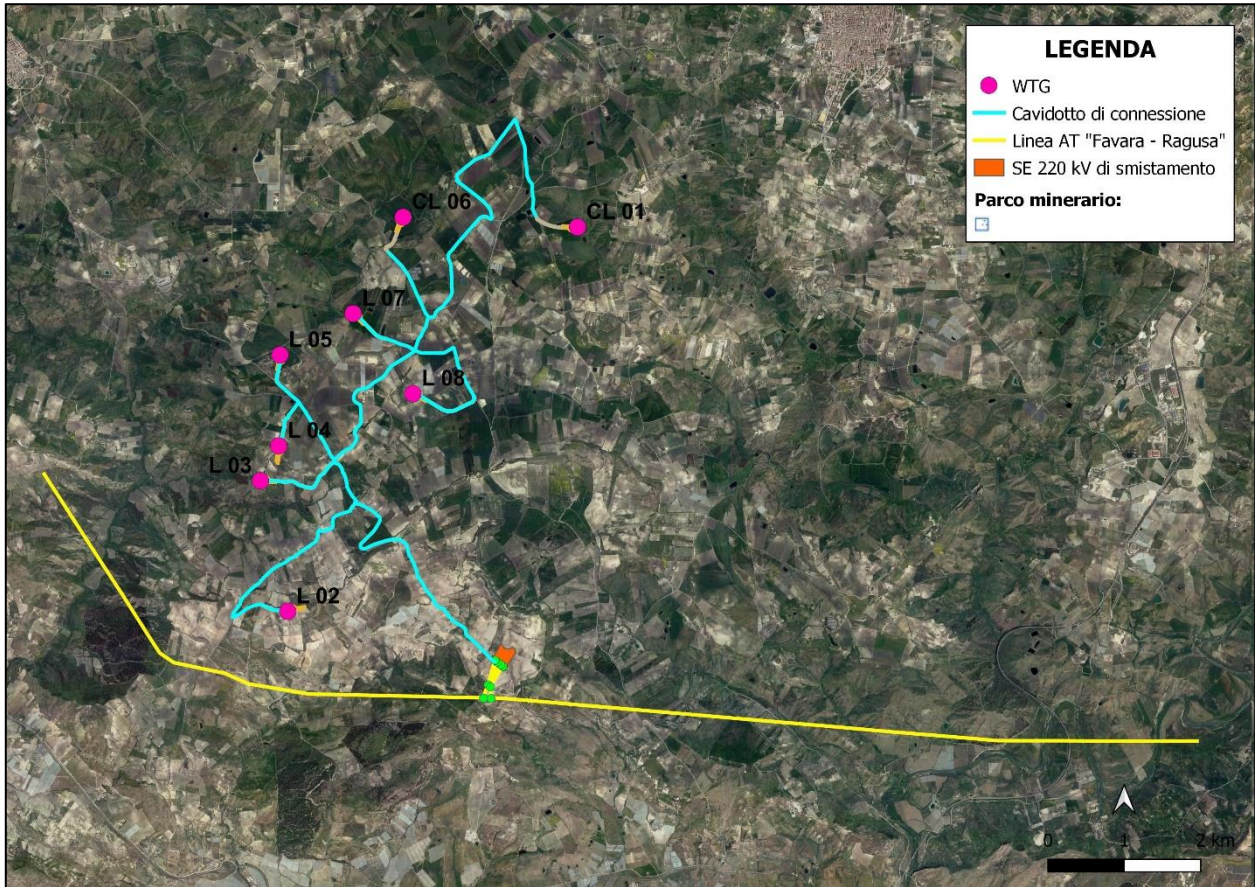 LEGENDA
WTG
Cavidotto di connessione
Linea AT "Favara - Ragusa"
SE 220 kV di smistamento
Parco minerario:
CL 06
CL 01
L 07
L 05
L 08
L 04
L 03
L 02
0 1 2 km